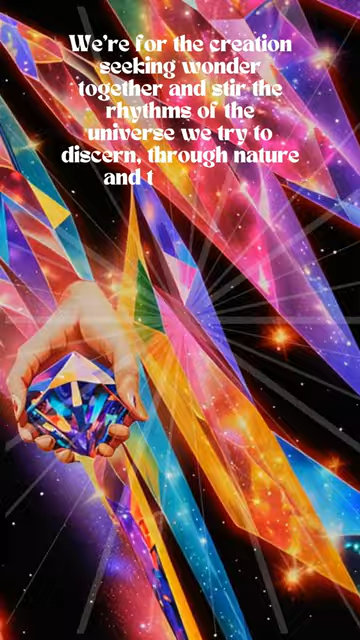 We're for the creation
seeking wonder
together and stir the
rhythms of the
universe we try to
discern, through nature
and t